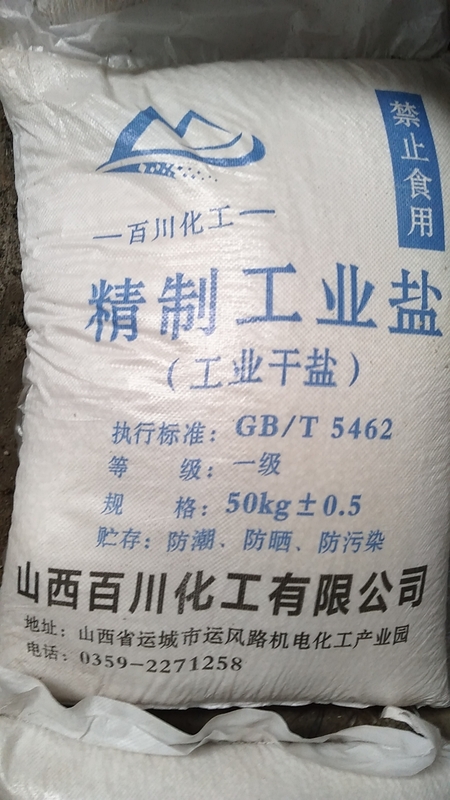 禁止食用
百川化工
精制工业盐
（工业干盐）
执行标准：GB/T 5462
等 级：一级
规 格：50kg±0.5
贮存：防潮、防晒、防污染
山西百川化工有限公司
地址：山西省运城市运风路机电化工产业园
电话：0359-2271258